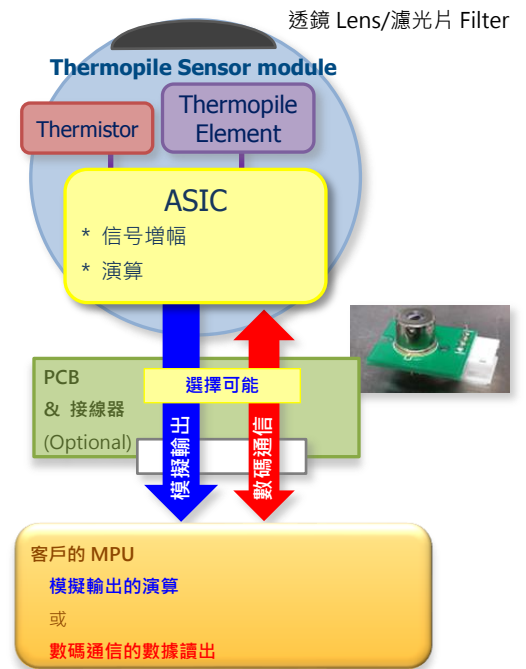 透鏡 Lens/濾光片 Filter
Thermopile Sensor module
Thermistor
Thermopile
Element
ASIC
* 信号増幅
* 演算
PCB
& 接線器
(Optional)
選擇可能
模擬輸出
數碼通信
客戶的 MPU
模擬輸出的演算
或
數碼通信的數據讀出